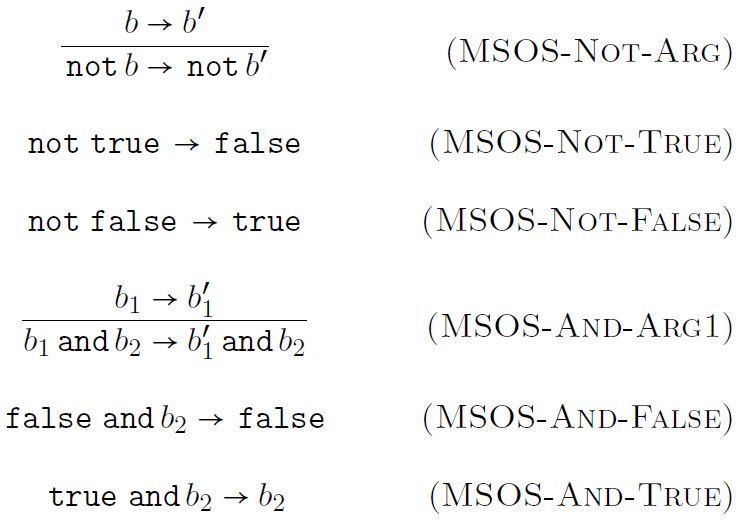 b → b′
not b → not b′ (MSOS-Not-Arg)
not true → false (MSOS-Not-True)
not false → true (MSOS-Not-False)
b₁ → b′₁
b₁ and b₂ → b′₁ and b₂ (MSOS-And-Arg1)
false and b₂ → false (MSOS-And-False)
true and b₂ → b₂ (MSOS-And-True)